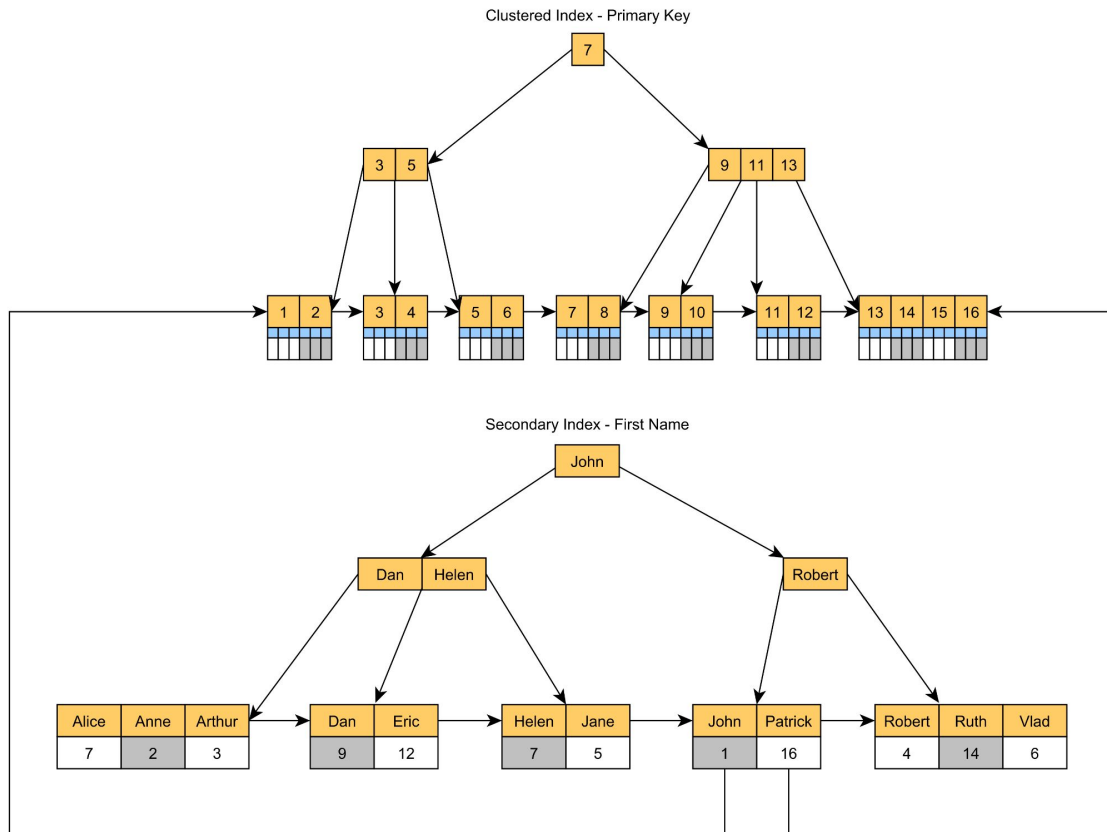 Clustered Index - Primary Key
7
3 5
9 11 13
1 2 3 4 5 6 7 8 9 10 11 12 13 14 15 16
Secondary Index - First Name
John
Dan Helen
Robert
Alice Anne Arthur Dan Eric Helen Jane John Patrick Robert Ruth Vlad
7 2 3 9 12 7 5 1 16 4 14 6